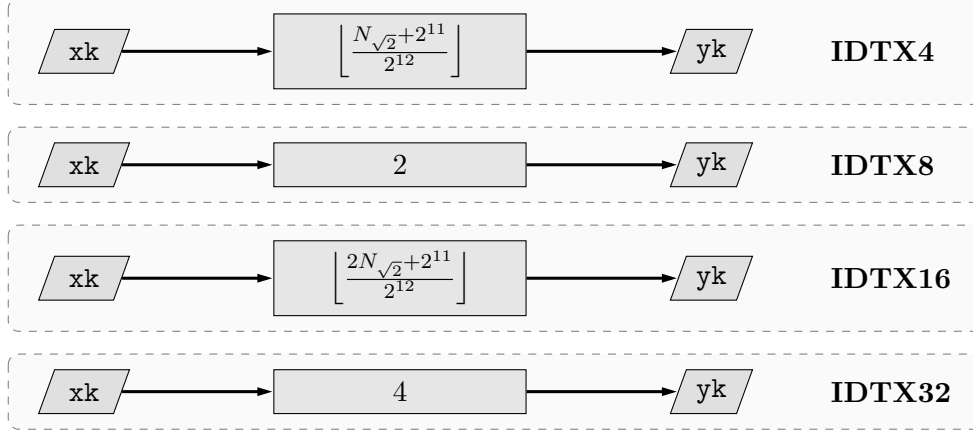 xk ⌊(N_√2+2^11)/2^12⌋ yk IDTX4
xk 2 yk IDTX8
xk ⌊(2N_√2+2^11)/2^12⌋ yk IDTX16
xk 4 yk IDTX32